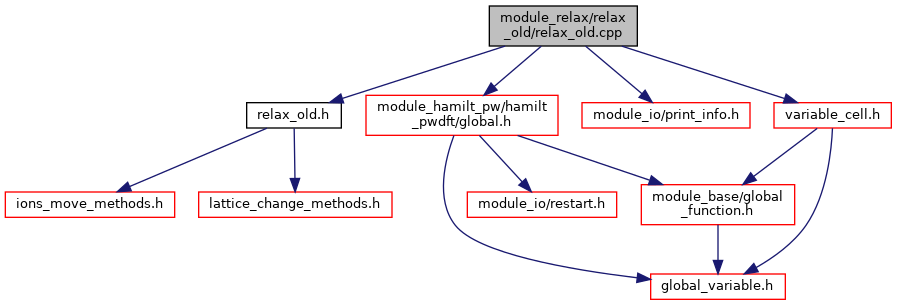 module_relax/relax
_old/relax_old.cpp
relax_old.h
module_hamilt_pw/hamilt
_pwdft/global.h
module_io/print_info.h
variable_cell.h
ions_move_methods.h
lattice_change_methods.h
module_io/restart.h
module_base/global
_function.h
global_variable.h